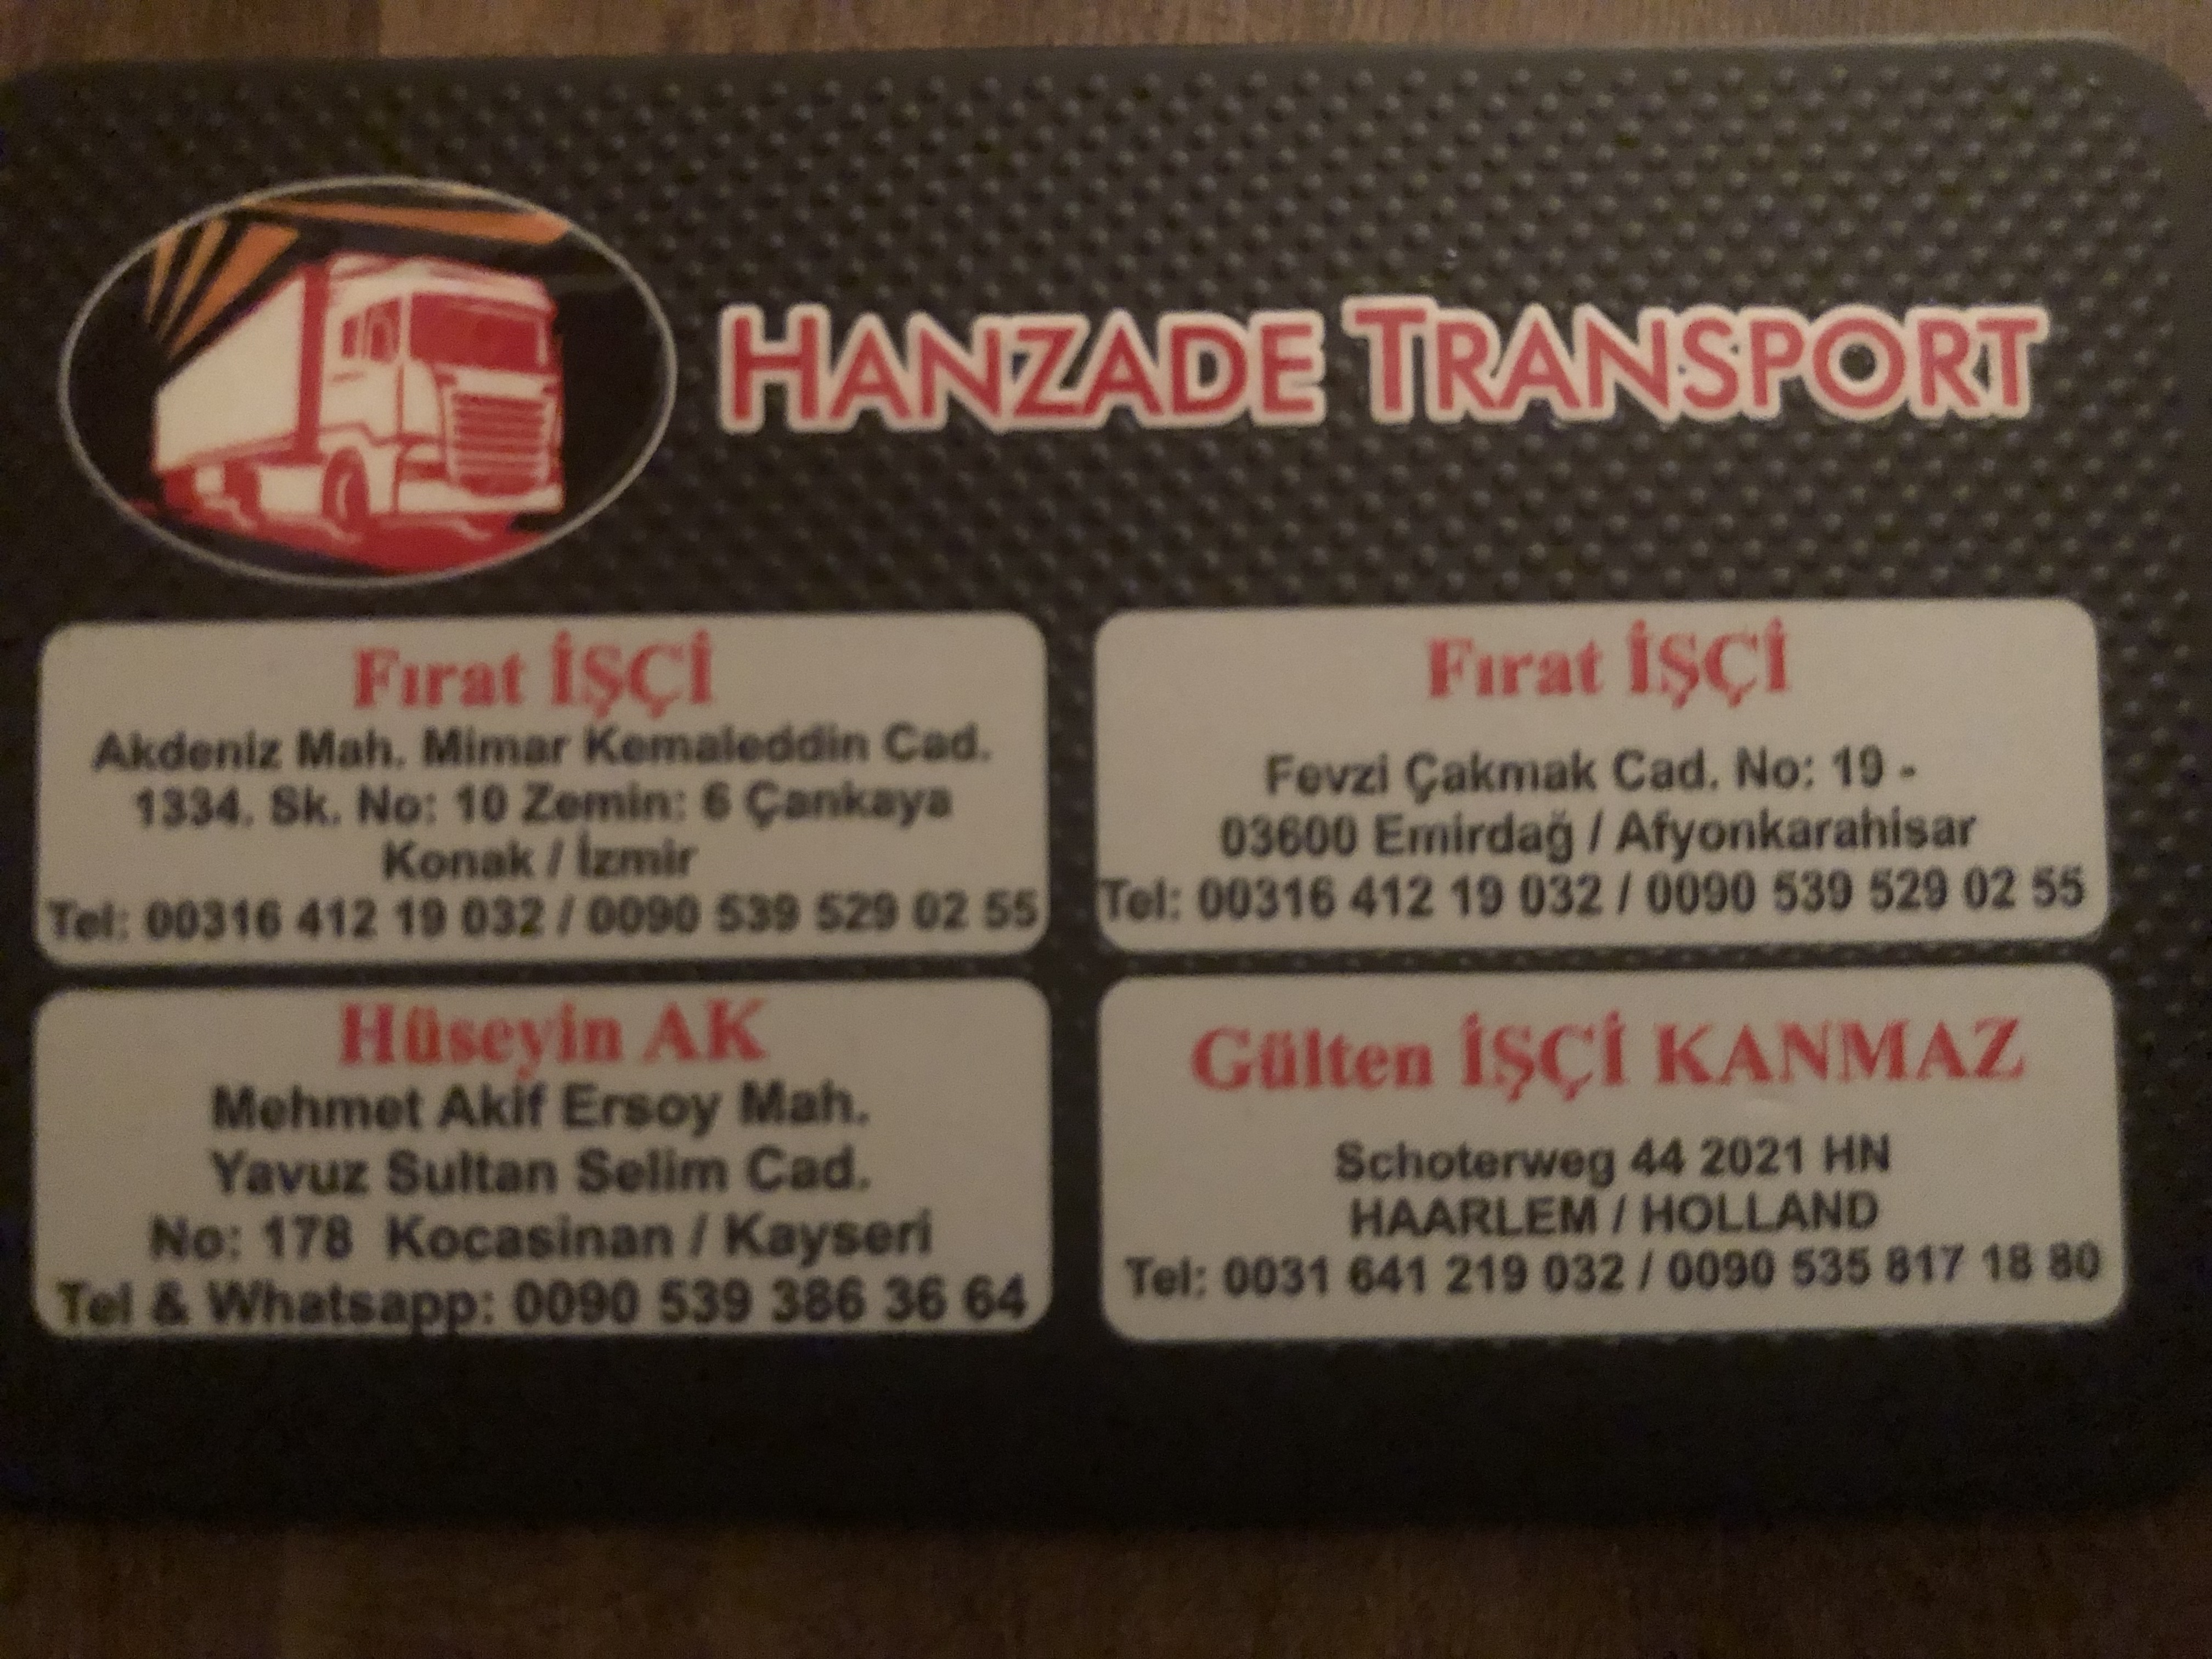 HANZADE TRANSPORT
Fırat İŞÇİ
Akdeniz Mah. Mimar Kemaleddin Cad.
1334. Sk. No: 10 Zemin: 6 Çankaya
Konak / İzmir
Tel: 00316 412 19 032 / 0090 539 529 02 55
Fırat İŞÇİ
Fevzi Çakmak Cad. No: 19 -
03600 Emirdağ / Afyonkarahisar
Tel: 00316 412 19 032 / 0090 539 529 02 55
Hüseyin AK
Mehmet Akif Ersoy Mah.
Yavuz Sultan Selim Cad.
No: 178 Kocasinan / Kayseri
Tel & Whatsapp: 0090 539 386 36 64
Gülten İŞÇİ KANMAZ
Schoterweg 44 2021 HN
HAARLEM / HOLLAND
Tel: 0031 641 219 032 / 0090 535 817 18 80